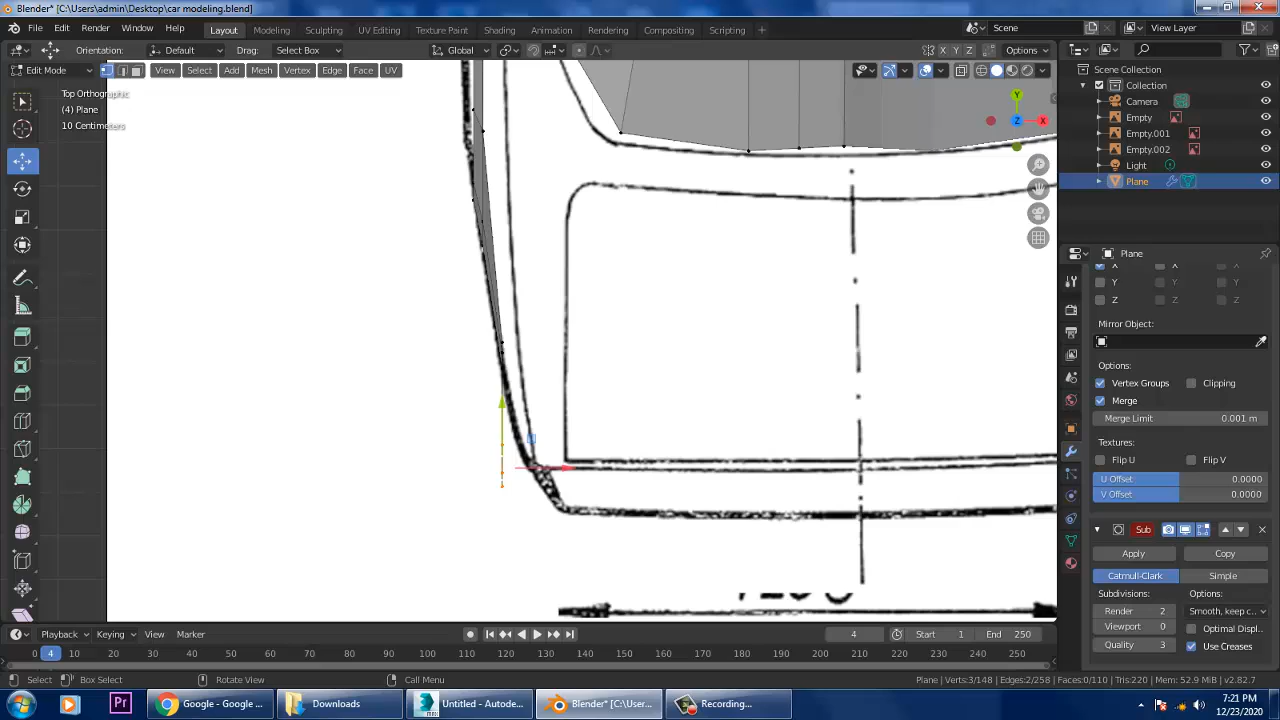 Blender* [C:\Users\admin\Desktop\car modeling.blend]
File Edit Render Window Help
Layout Modeling Sculpting UV Editing Texture Paint Shading Animation Rendering Compositing Scripting
Scene View Layer
Orientation: Default Drag: Select Box Global X Y Z Options
Edit Mode View Select Add Mesh Vertex Edge Face UV
Top Orthographic
(4) Plane
10 Centimeters
Y
Z X
Scene Collection
Collection
Camera
Empty
Empty.001
Empty.002
Light
Plane
Plane
X
Y
Z
Mirror Object:
Options:
Vertex Groups Clipping
Merge
Merge Limit 0.001 m
Textures:
Flip U Flip V
U Offset 0.0000
V Offset 0.0000
Sub
Apply Copy
Catmull-Clark Simple
Subdivisions: Options:
Render 2 Smooth, keep c...
Viewport 0 Optimal Displ...
Quality 3 Use Creases
Playback Keying View Marker 4 Start 1 End 250
4 10 20 30 40 50 60 70 80 90 100 110 120 130 140 150 160 170 180 190 200 210 220 230 240 250
Select Box Select Rotate View Call Menu Plane | Verts:3/148 | Edges:2/258 | Faces:0/110 | Tris:220 | Mem: 52.9 MiB | v2.82.7
Pr Google - Google ... Downloads Untitled - Autode... Blender* [C:\User... Recording...
7:21 PM
12/23/2020